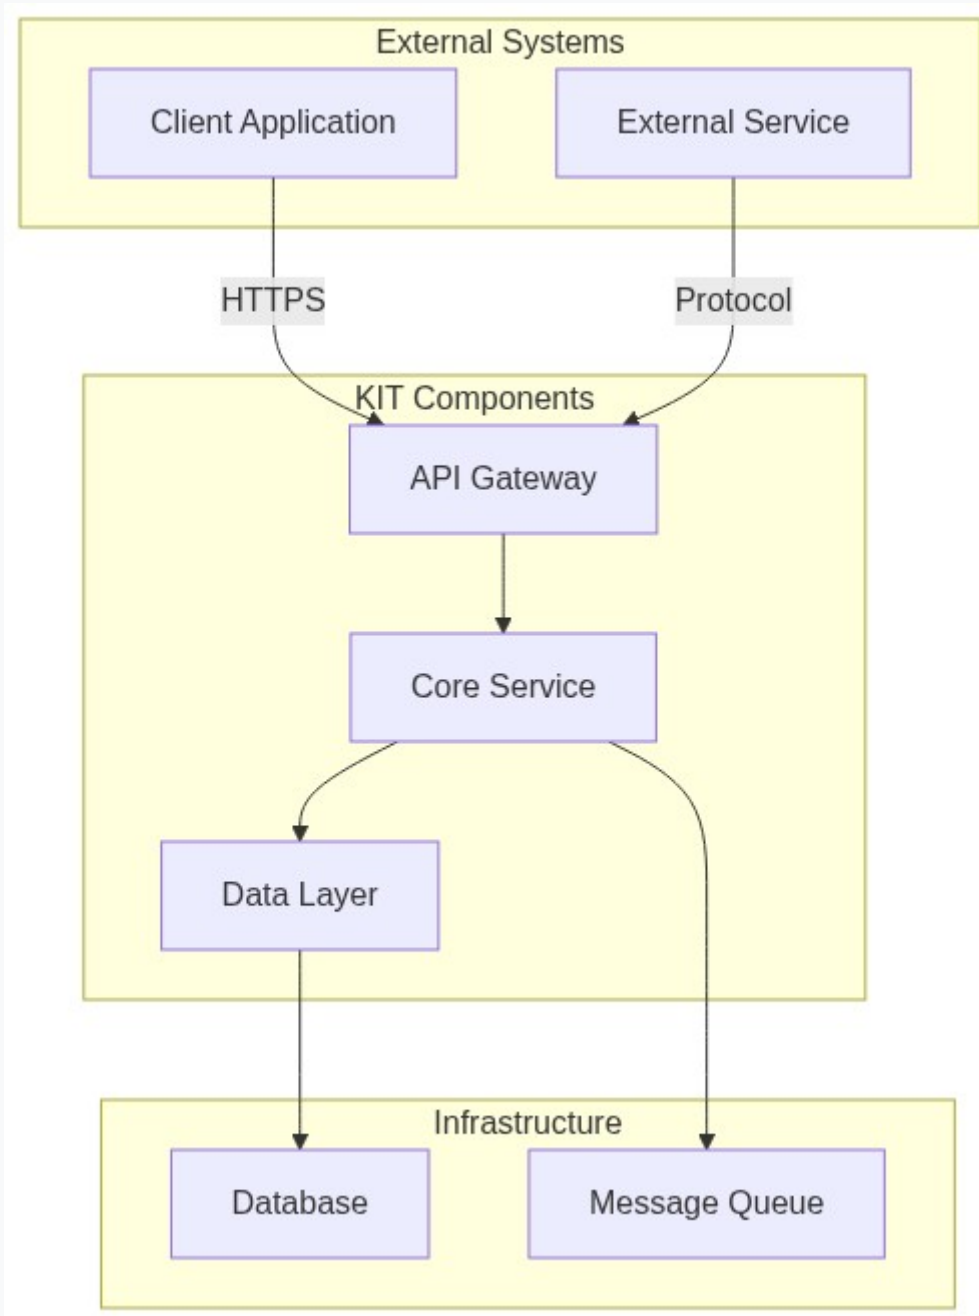 External Systems
Client Application
External Service
HTTPS
Protocol
KIT Components
API Gateway
Core Service
Data Layer
Infrastructure
Database
Message Queue